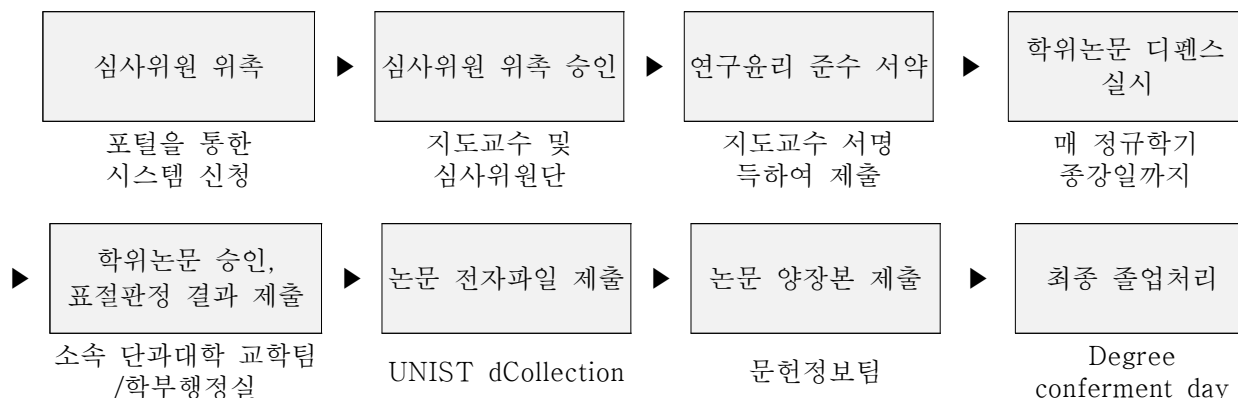 심사위원 위촉
▶
심사위원 위촉 승인
▶
연구윤리 준수 서약
▶
학위논문 디펜스
실시
포털을 통한
시스템 신청
지도교수 및
심사위원단
지도교수 서명
득하여 제출
매 정규학기
종강일까지
▶
학위논문 승인,
표절판정 결과 제출
▶
논문 전자파일 제출
▶
논문 양장본 제출
▶
최종 졸업처리
소속 단과대학 교학팀
/학부행정실
UNIST dCollection
문헌정보팀
Degree
conferment day